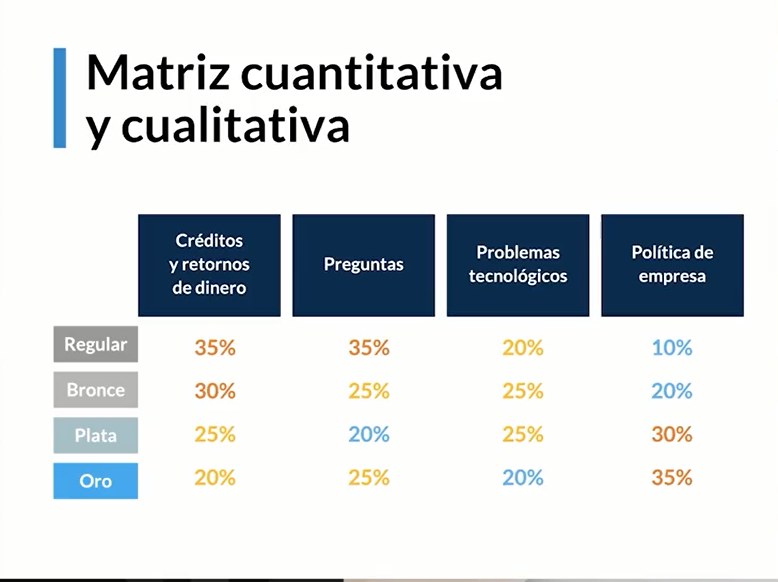 Matriz cuantitativa
y cualitativa
Créditos
y retornos
de dinero
Preguntas
Problemas
tecnológicos
Política de
empresa
Regular 35% 35% 20% 10%
Bronce 30% 25% 25% 20%
Plata 25% 20% 25% 30%
Oro 20% 25% 20% 35%